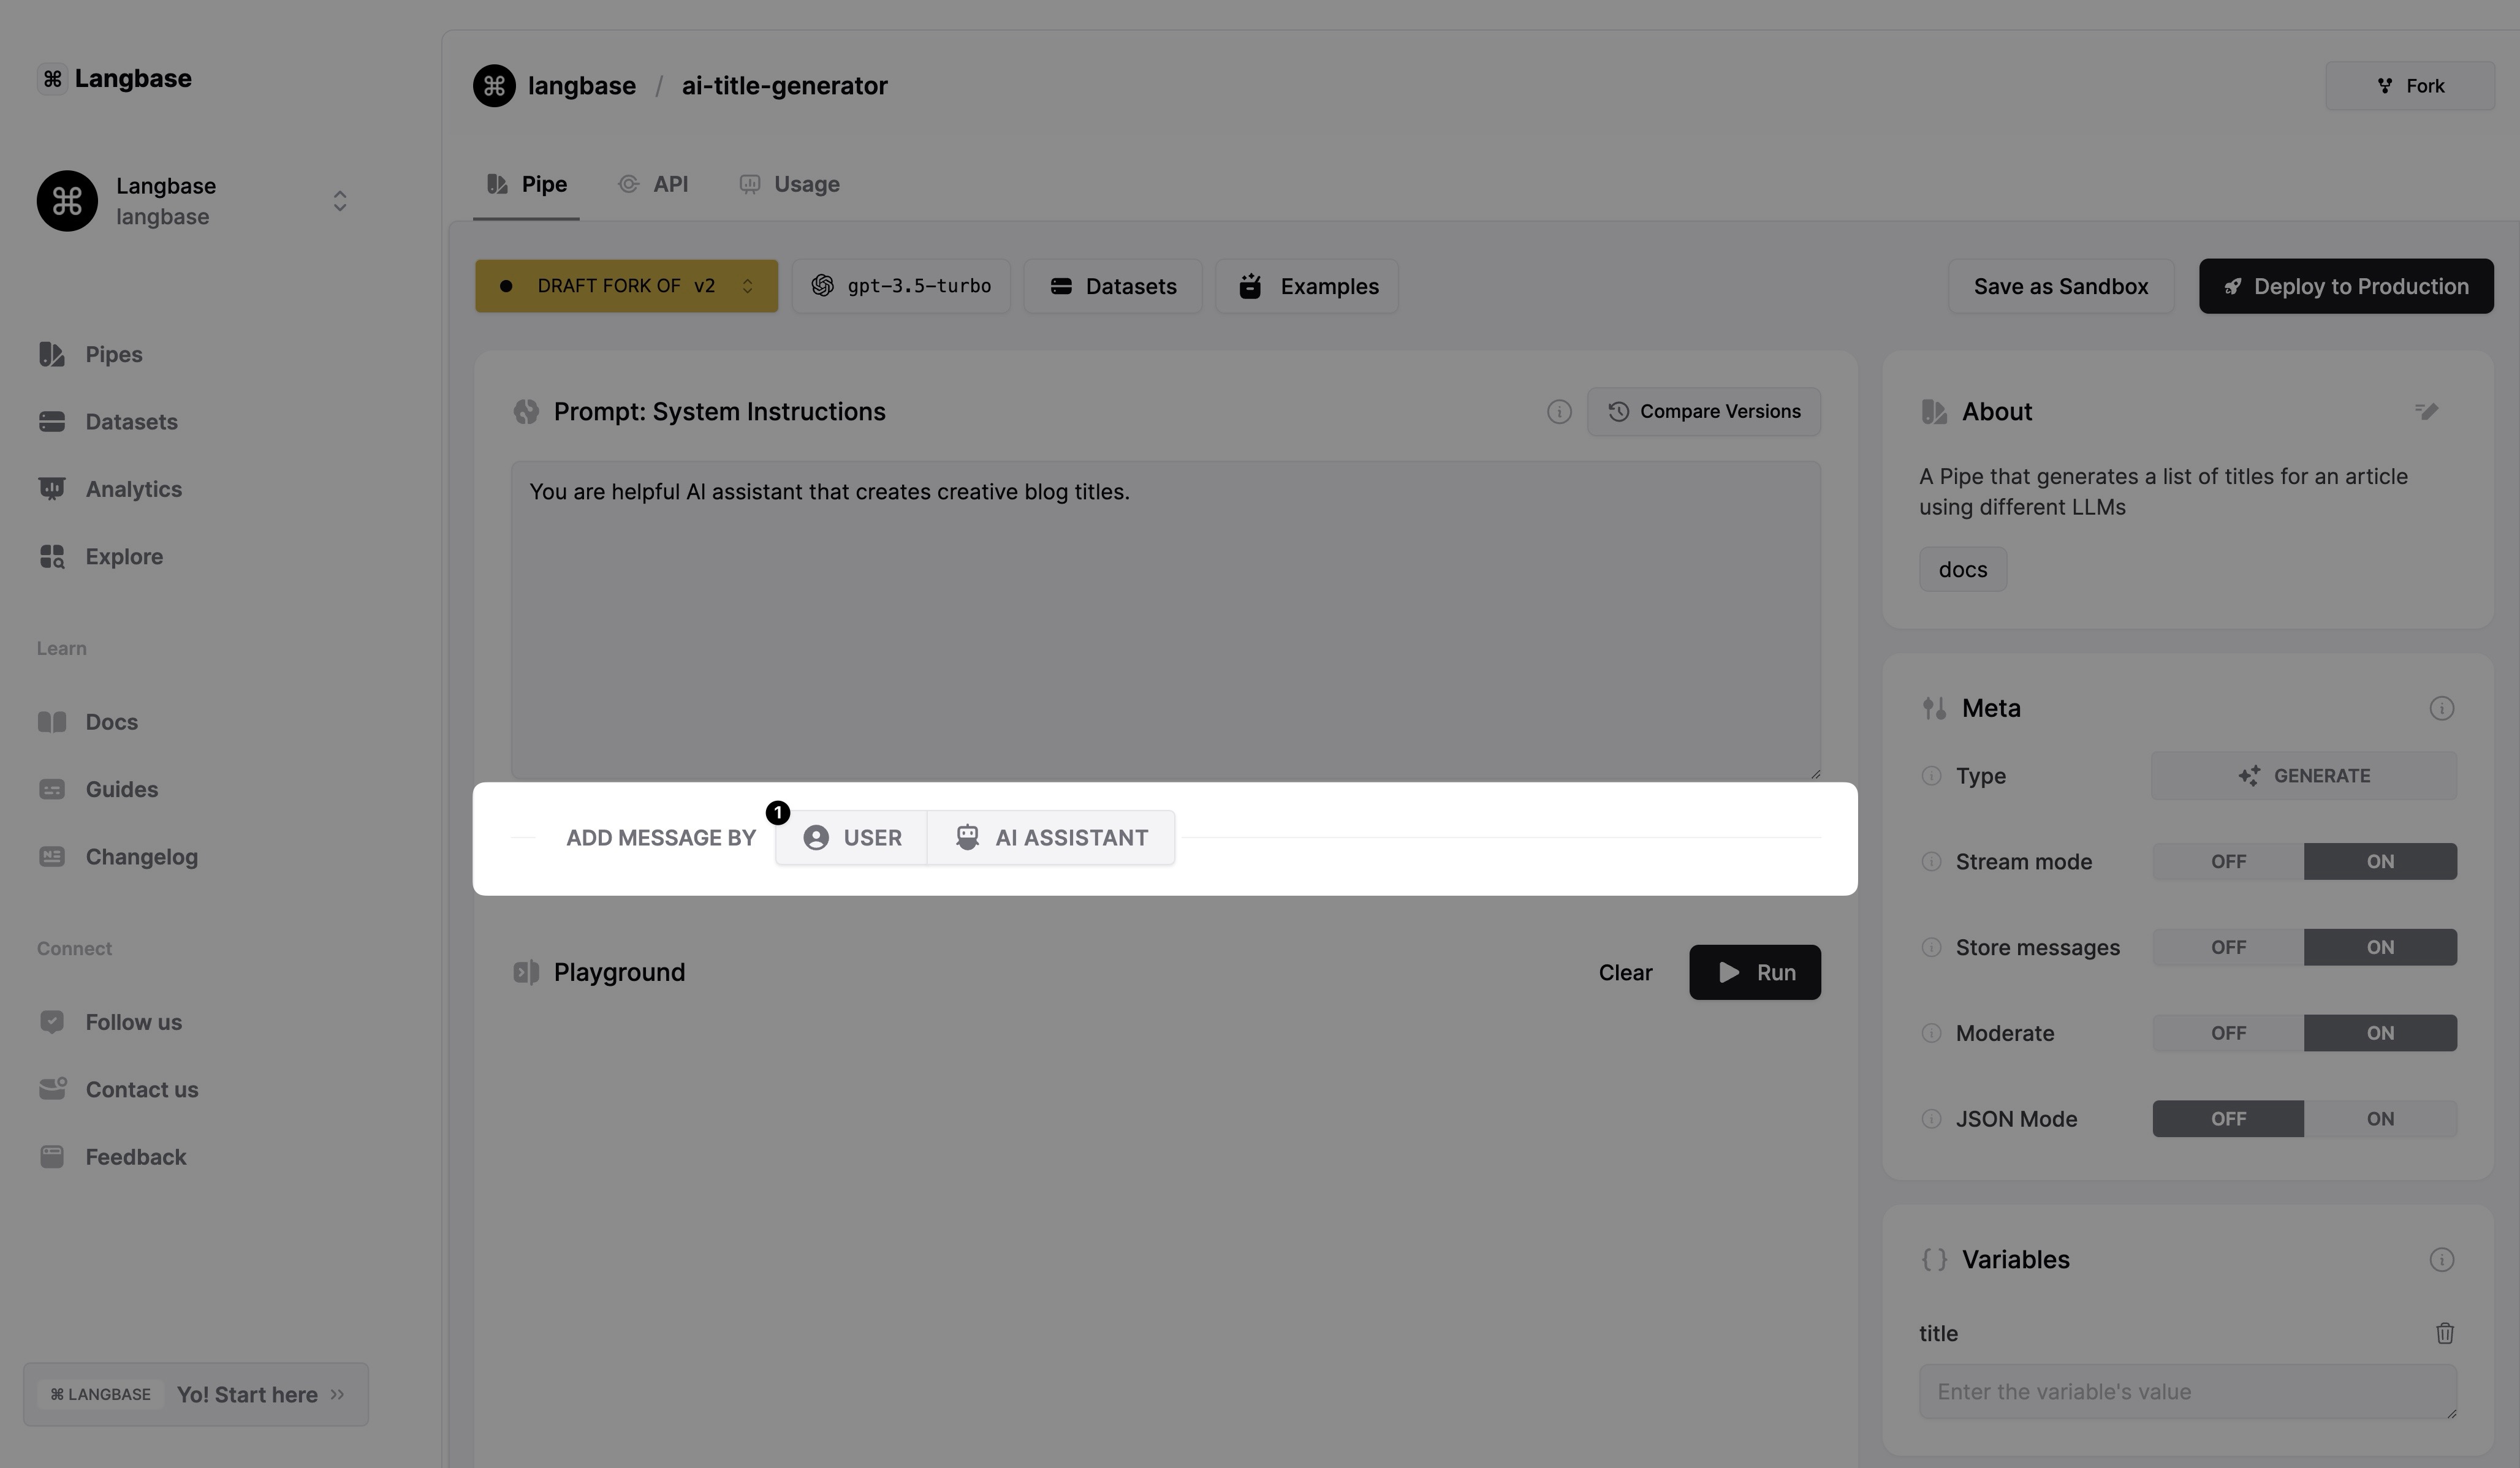 Langbase
Langbase
langbase
Pipes
Datasets
Analytics
Explore
Learn
Docs
Guides
Changelog
Connect
Follow us
Contact us
Feedback
⌘ LANGBASE Yo! Start here
langbase / ai-title-generator
Fork
Pipe API Usage
DRAFT FORK OF v2 gpt-3.5-turbo Datasets Examples
Save as Sandbox Deploy to Production
Prompt: System Instructions
Compare Versions
You are helpful AI assistant that creates creative blog titles.
ADD MESSAGE BY 1 USER AI ASSISTANT
Playground
Clear Run
About
A Pipe that generates a list of titles for an article
using different LLMs
docs
Meta
Type GENERATE
Stream mode OFF ON
Store messages OFF ON
Moderate OFF ON
JSON Mode OFF ON
{ } Variables
title
Enter the variable's value